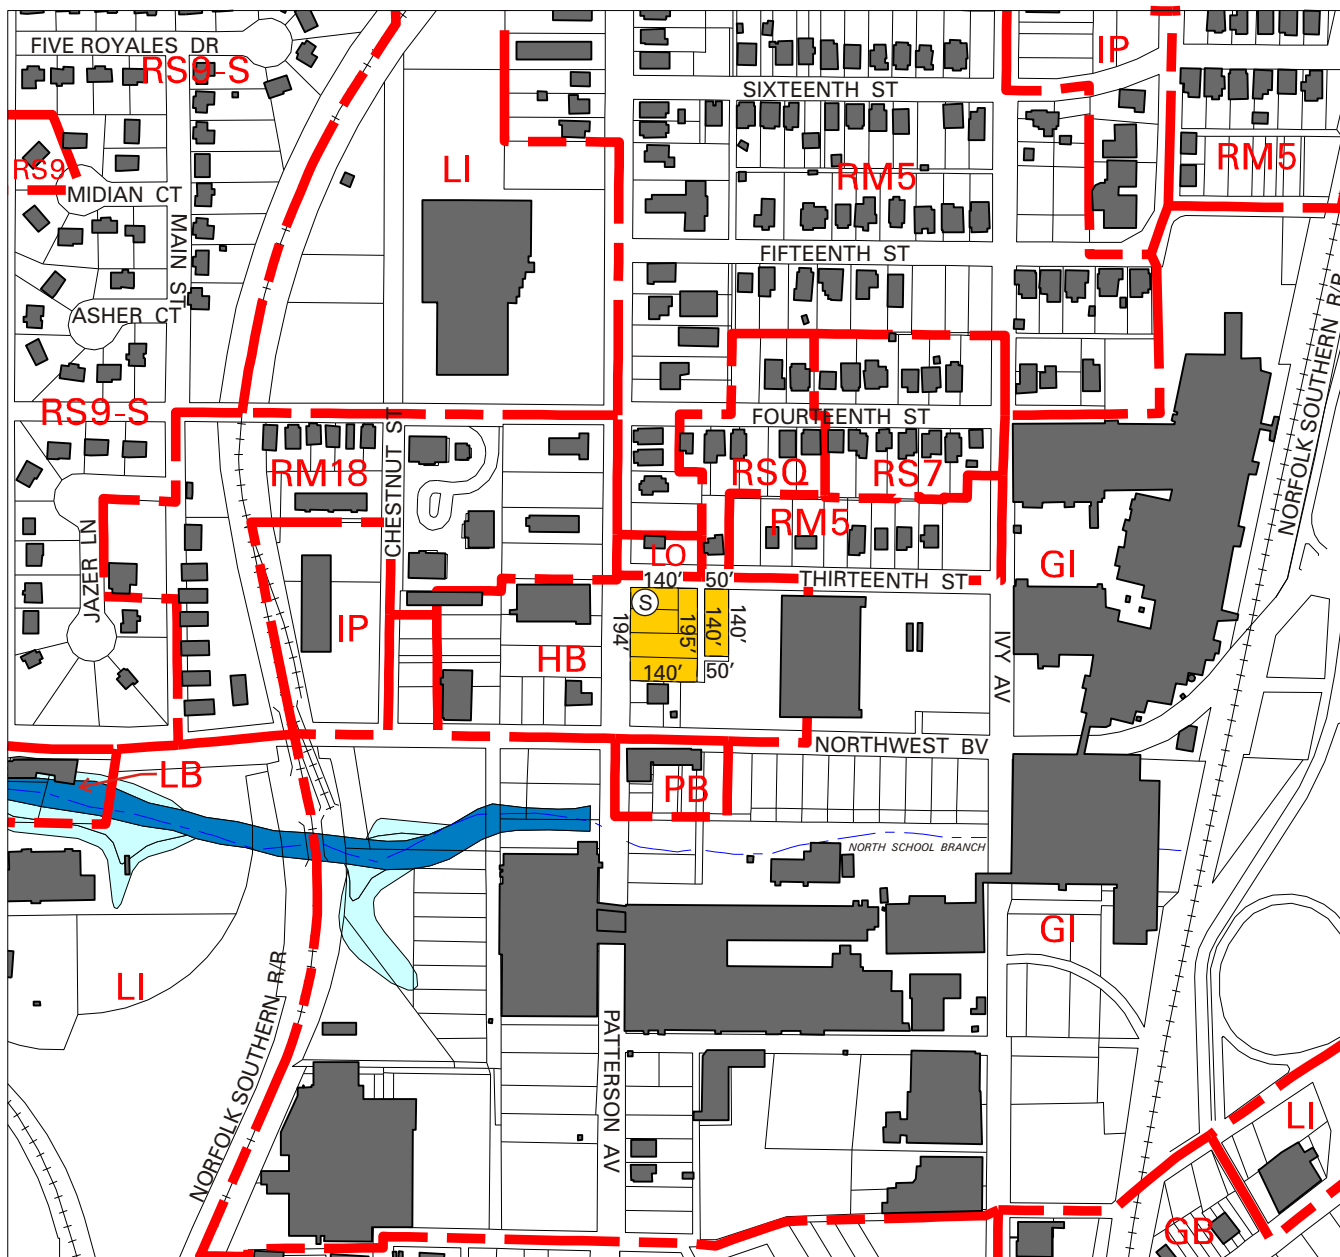 FIVE ROYALES DR
RS9-S
IP
SIXTEENTH ST
RS9
LI
RM5
RM5
MIDIAN CT
MAIN ST
FIFTEENTH ST
ASHER CT
NORFOLK SOUTHERN R/R
RS9-S
CHESTNUT ST
FOURTEENTH ST
RM18
RSQ
RS7
RM5
JAZER LN
LO
GI
140'
50'
THIRTEENTH ST
S
194'
195'
140'
140'
IP
HB
IVY AV
140'
50'
NORTHWEST BV
LB
PB
NORTH SCHOOL BRANCH
GI
LI
NORFOLK SOUTHERN R/R
PATTERSON AV
LI
GB